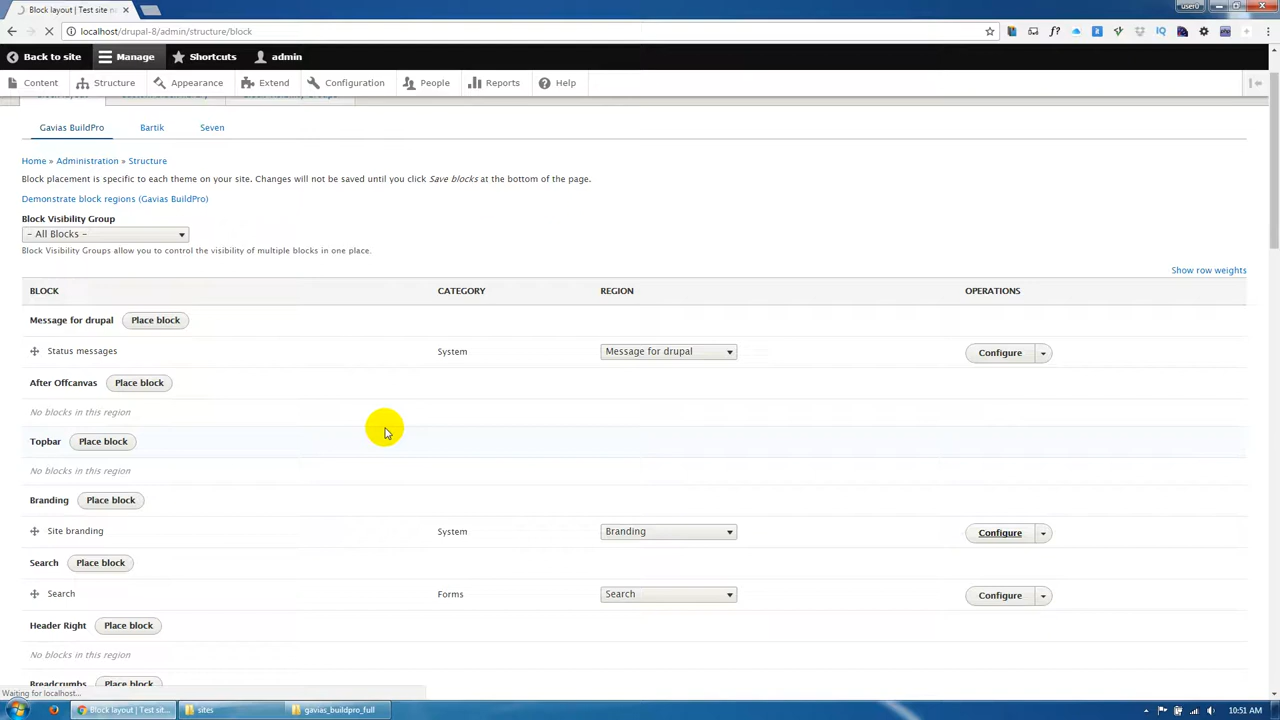 Block layout | Test site n
user0
localhost/drupal-8/admin/structure/block
Back to site Manage Shortcuts admin
Content Structure Appearance Extend Configuration People Reports Help
Gavias BuildPro Bartik Seven
Home » Administration » Structure
Block placement is specific to each theme on your site. Changes will not be saved until you click Save blocks at the bottom of the page.
Demonstrate block regions (Gavias BuildPro)
Block Visibility Group
- All Blocks -
Block Visibility Groups allow you to control the visibility of multiple blocks in one place.
Show row weights
BLOCK CATEGORY REGION OPERATIONS
Message for drupal Place block
Status messages System Message for drupal Configure
After Offcanvas Place block
No blocks in this region
Topbar Place block
No blocks in this region
Branding Place block
Site branding System Branding Configure
Search Place block
Search Forms Search Configure
Header Right Place block
No blocks in this region
Breadcrumbs Place block
Waiting for localhost...
Block layout | Test sit... sites gavias_buildpro_full 10:51 AM